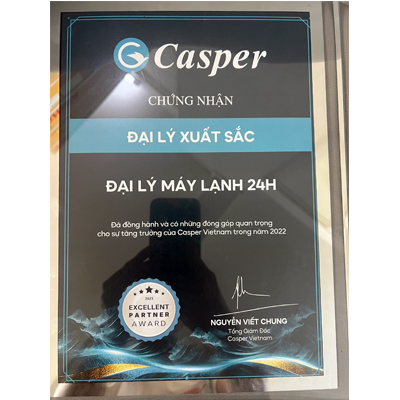 Casper
CHỨNG NHẬN
ĐẠI LÝ XUẤT SẮC
ĐẠI LÝ MÁY LẠNH 24H
Đã đồng hành và có những đóng góp quan trọng
cho sự tăng trưởng của Casper Vietnam trong năm 2022
2022
EXCELLENT
PARTNER
AWARD
NGUYỄN VIẾT CHUNG
Tổng Giám Đốc
Casper Vietnam